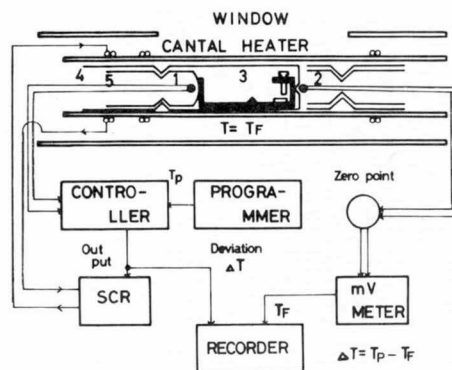 WINDOW
CANTAL HEATER
4
5
1
3
2
T= TF
Zero point
CONTRO-
LLER
Tp
PROGRA-
MMER
Out
put
Deviation
ΔT
SCR
mV
METER
TF
RECORDER
ΔT= TP - TF